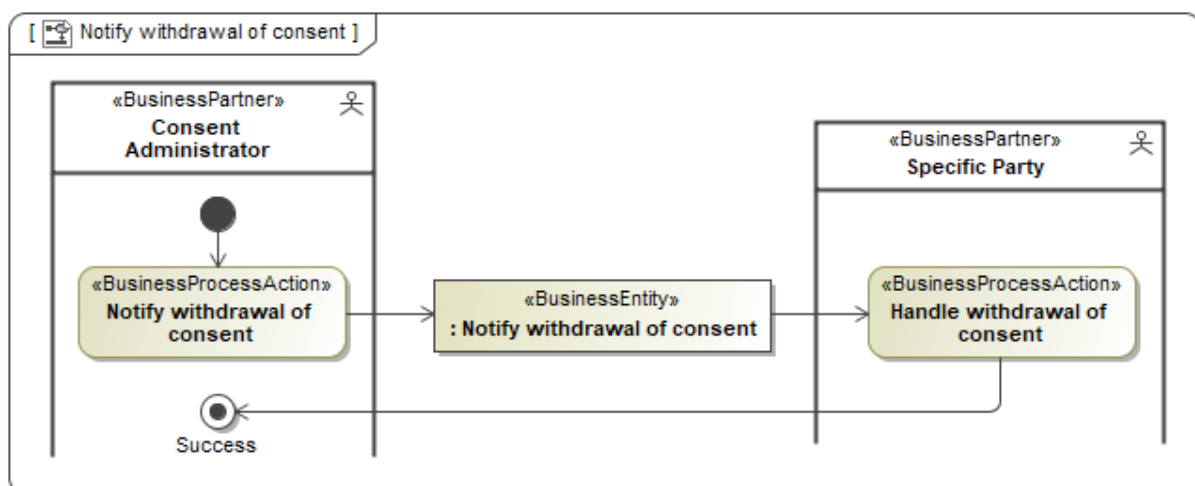 [ Notify withdrawal of consent ]
«BusinessPartner»
Consent
Administrator
«BusinessPartner»
Specific Party
«BusinessProcessAction»
Notify withdrawal of
consent
«BusinessEntity»
: Notify withdrawal of consent
«BusinessProcessAction»
Handle withdrawal of
consent
Success